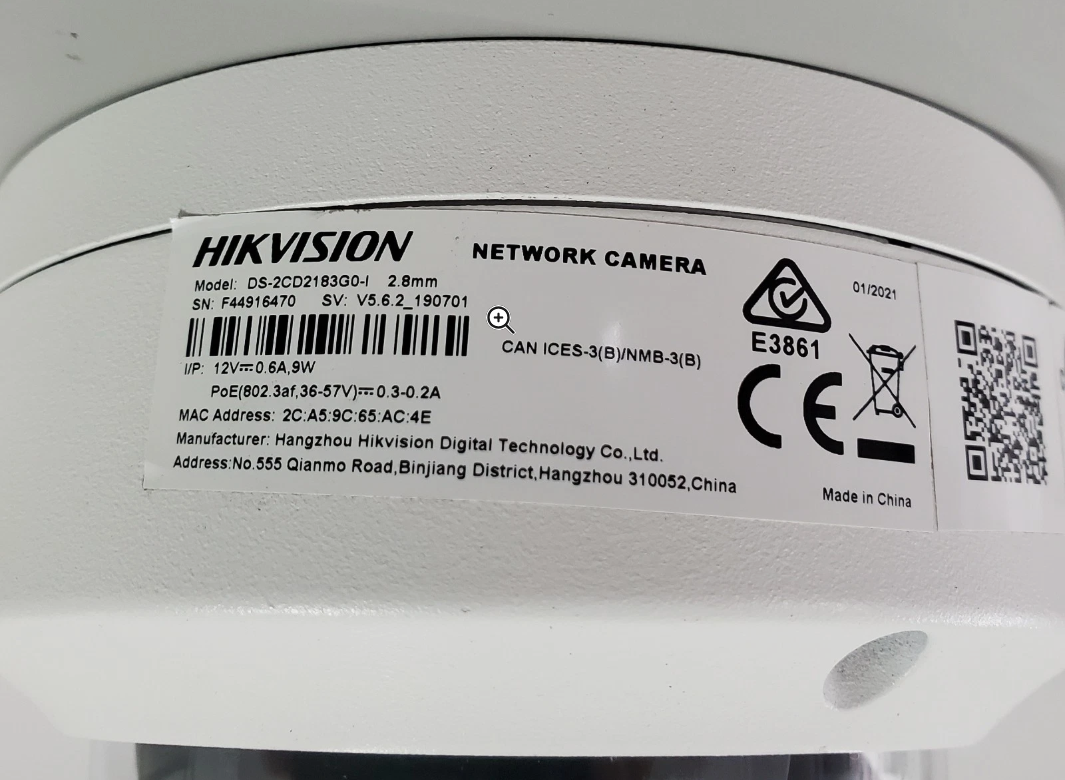 HIKVISION
NETWORK CAMERA
Model: DS-2CD2183G0-I 2.8mm
SN: F44916470 SV: V5.6.2_190701
I/P: 12V⎓0.6A,9W
PoE(802.3af,36-57V)⎓0.3-0.2A
MAC Address: 2C:A5:9C:65:AC:4E
Manufacturer: Hangzhou Hikvision Digital Technology Co.,Ltd.
Address:No.555 Qianmo Road,Binjiang District,Hangzhou 310052,China
CAN ICES-3(B)/NMB-3(B)
01/2021
E3861
CE
Made in China